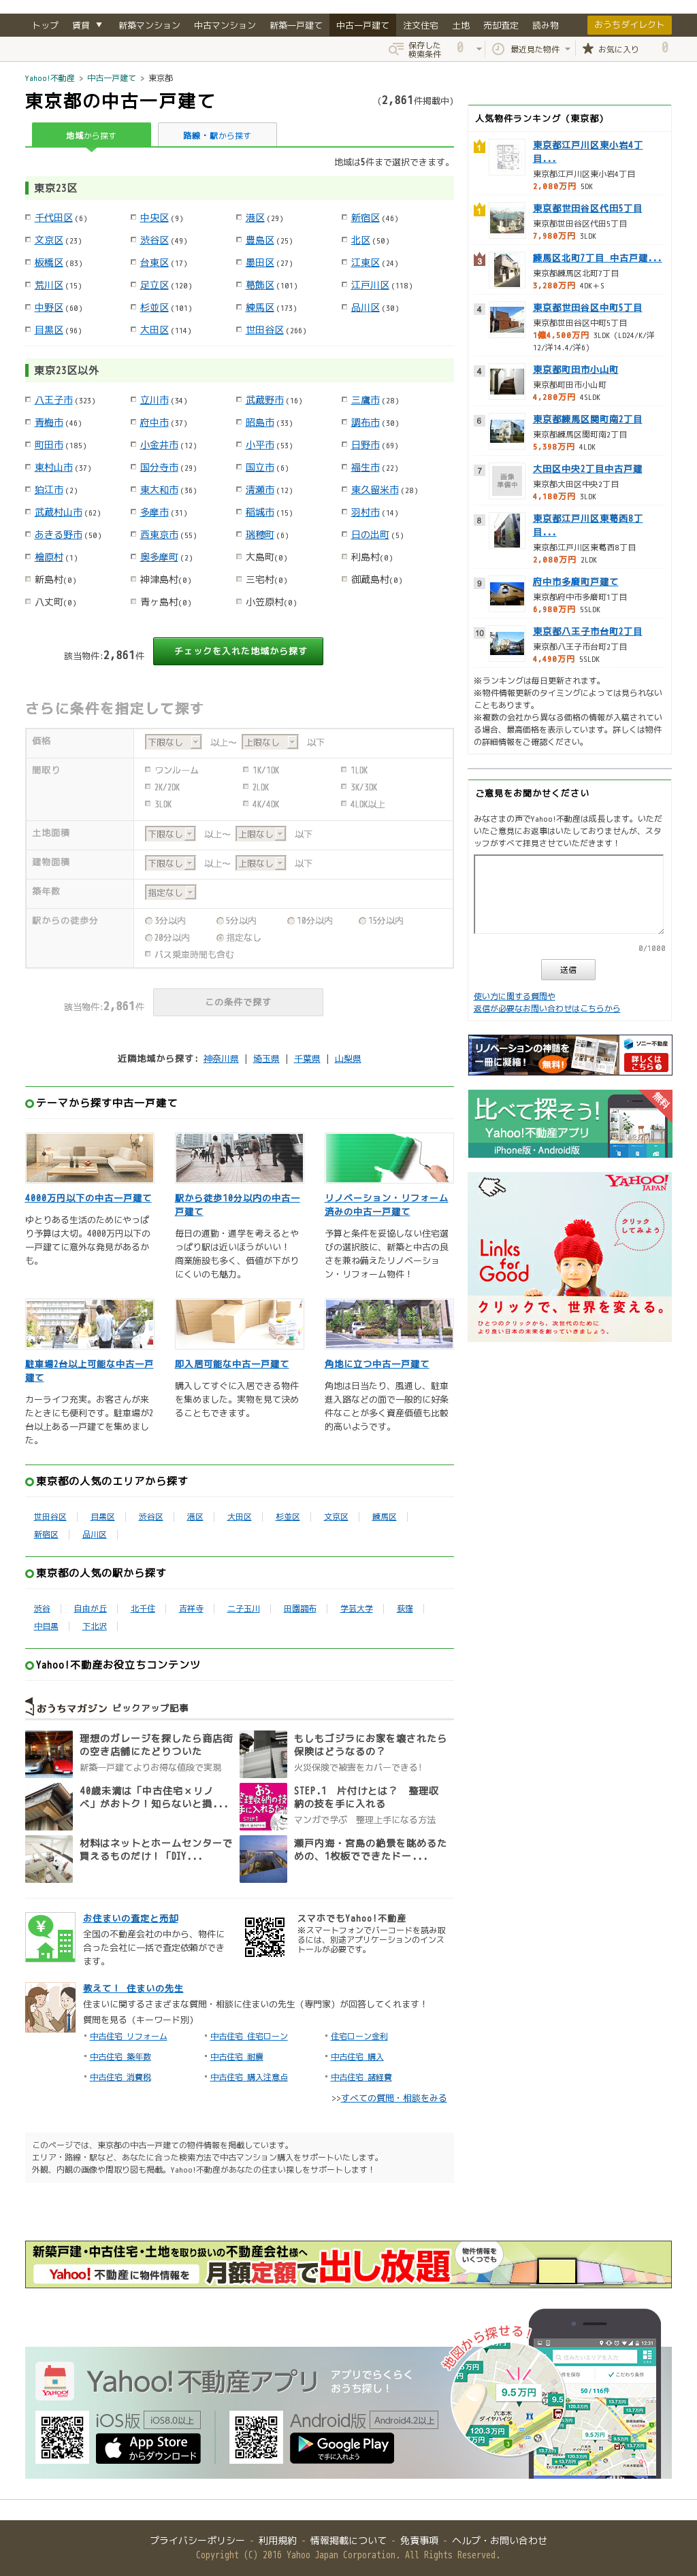 トップ 賃貸 ▼ 新築マンション 中古マンション 新築一戸建て 中古一戸建て 注文住宅 土地 売却査定 読み物 おうちダイレクト
保存した検索条件 0 最近見た物件 お気に入り 0
Yahoo!不動産 > 中古一戸建て > 東京都
東京都の中古一戸建て
(2,861件掲載中)
地域から探す 路線・駅から探す
地域は5件まで選択できます。
東京23区
千代田区(6) 中央区(9) 港区(29) 新宿区(46)
文京区(23) 渋谷区(49) 豊島区(25) 北区(50)
板橋区(83) 台東区(17) 墨田区(27) 江東区(24)
荒川区(15) 足立区(120) 葛飾区(101) 江戸川区(118)
中野区(60) 杉並区(101) 練馬区(173) 品川区(30)
目黒区(96) 大田区(114) 世田谷区(266)
東京23区以外
八王子市(323) 立川市(34) 武蔵野市(16) 三鷹市(28)
青梅市(46) 府中市(37) 昭島市(33) 調布市(30)
町田市(185) 小金井市(12) 小平市(53) 日野市(69)
東村山市(37) 国分寺市(29) 国立市(6) 福生市(22)
狛江市(2) 東大和市(36) 清瀬市(12) 東久留米市(28)
武蔵村山市(62) 多摩市(31) 稲城市(15) 羽村市(14)
あきる野市(50) 西東京市(55) 瑞穂町(6) 日の出町(5)
檜原村(1) 奥多摩町(2) 大島町(0) 利島村(0)
新島村(0) 神津島村(0) 三宅村(0) 御蔵島村(0)
八丈町(0) 青ヶ島村(0) 小笠原村(0)
該当物件:2,861件 チェックを入れた地域から探す
さらに条件を指定して探す
価格 下限なし 以上～ 上限なし 以下
間取り ワンルーム 1K/1DK 1LDK
2K/2DK 2LDK 3K/3DK
3LDK 4K/4DK 4LDK以上
土地面積 下限なし 以上～ 上限なし 以下
建物面積 下限なし 以上～ 上限なし 以下
築年数 指定なし
駅からの徒歩分 3分以内 5分以内 10分以内 15分以内
20分以内 指定なし
バス乗車時間も含む
該当物件:2,861件 この条件で探す
近隣地域から探す: 神奈川県 | 埼玉県 | 千葉県 | 山梨県
テーマから探す中古一戸建て
4000万円以下の中古一戸建て
ゆとりある生活のためにやっぱり予算は大切。4000万円以下の一戸建てに意外な発見があるかも。
駅から徒歩10分以内の中古一戸建て
毎日の通勤・通学を考えるとやっぱり駅は近いほうがいい！商業施設も多く、価値が下がりにくいのも魅力。
リノベーション・リフォーム済みの中古一戸建て
予算と条件を妥協しない住宅選びの選択肢に、新築と中古の良さを兼ね備えたリノベーション・リフォーム物件！
駐車場2台以上可能な中古一戸建て
カーライフ充実。お客さんが来たときにも便利です。駐車場が2台以上ある一戸建てを集めました。
即入居可能な中古一戸建て
購入してすぐに入居できる物件を集めました。実物を見て決めることもできます。
角地に立つ中古一戸建て
角地は日当たり、風通し、駐車進入路などの面で一般的に好条件なことが多く資産価値も比較的高いようです。
東京都の人気のエリアから探す
世田谷区 目黒区 渋谷区 港区 大田区 杉並区 文京区 練馬区
新宿区 品川区
東京都の人気の駅から探す
渋谷 自由が丘 北千住 吉祥寺 二子玉川 田園調布 学芸大学 荻窪
中目黒 下北沢
Yahoo!不動産お役立ちコンテンツ
おうちマガジン ピックアップ記事
理想のガレージを探したら商店街の空き店舗にたどりついた
新築一戸建てよりお得な値段で実現
もしもゴジラにお家を壊されたら保険はどうなるの？
火災保険で被害をカバーできる！
40歳未満は「中古住宅×リノベ」がおトク！知らないと損...
STEP.1 片付けとは？ 整理収納の技を手に入れる
マンガで学ぶ 整理上手になる方法
材料はネットとホームセンターで買えるものだけ！「DIY...
瀬戸内海・宮島の絶景を眺めるための、1枚板でできたドー...
お住まいの査定と売却
全国の不動産会社の中から、物件に合った会社に一括で査定依頼ができます。
スマホでもYahoo!不動産
※スマートフォンでバーコードを読み取るには、別途アプリケーションのインストールが必要です。
教えて！ 住まいの先生
住まいに関するさまざまな質問・相談に住まいの先生（専門家）が回答してくれます！
質問を見る（キーワード別）
中古住宅 リフォーム 中古住宅 住宅ローン 住宅ローン金利
中古住宅 築年数 中古住宅 耐震 中古住宅 購入
中古住宅 消費税 中古住宅 購入注意点 中古住宅 諸経費
>>すべての質問・相談をみる
このページでは、東京都の中古一戸建ての物件情報を掲載しています。
エリア・路線・駅など、あなたに合った検索方法で中古マンション購入をサポートいたします。
外観、内観の画像や間取り図も掲載。Yahoo!不動産があなたの住まい探しをサポートします！
人気物件ランキング（東京都）
1 東京都江戸川区東小岩4丁目...
東京都江戸川区東小岩4丁目
2,080万円 5DK
1 東京都世田谷区代田5丁目
東京都世田谷区代田5丁目
7,980万円 3LDK
3 練馬区北町7丁目 中古戸建...
東京都練馬区北町7丁目
3,280万円 4DK+S
4 東京都世田谷区中町5丁目
東京都世田谷区中町5丁目
1億4,500万円 3LDK (LD24/K/洋12/洋14.4/洋6)
4 東京都町田市小山町
東京都町田市小山町
4,280万円 4SLDK
6 東京都練馬区関町南2丁目
東京都練馬区関町南2丁目
5,398万円 4LDK
7 画像準備中 大田区中央2丁目中古戸建
東京都大田区中央2丁目
4,180万円 3LDK
8 東京都江戸川区東葛西8丁目...
東京都江戸川区東葛西8丁目
2,080万円 2LDK
9 府中市多磨町戸建て
東京都府中市多磨町1丁目
6,980万円 5SLDK
10 東京都八王子市台町2丁目
東京都八王子市台町2丁目
4,490万円 5SLDK
※ランキングは毎日更新されます。
※物件情報更新のタイミングによっては見られないこともあります。
※複数の会社から異なる価格の情報が入稿されている場合、最高価格を表示しています。詳しくは物件の詳細情報をご確認ください。
ご意見をお聞かせください
みなさまの声でYahoo!不動産は成長します。いただいたご意見にお返事はいたしておりませんが、スタッフがすべて拝見させていただきます！
0/1000
送信
使い方に関する質問や
返信が必要なお問い合わせはこちらから
リノベーションの神髄を一冊に凝縮！ 無料! ソニー不動産 詳しくはこちら
比べて探そう！ 無料
Yahoo!不動産アプリ
iPhone版・Android版
YAHOO! JAPAN
クリックしてみよう
Links for Good
クリックで、世界を変える。
ひとつのクリックから、次世代のために
より良い日本の未来を創っていきましょう。
新築戸建・中古住宅・土地を取り扱いの不動産会社様へ
Yahoo!不動産に物件情報を 月額定額で出し放題
物件情報をいくつでも
地図から探せる！
Yahoo!不動産アプリ アプリでらくらくおうち探し！
iOS版 iOS8.0以上 Android版 Android4.2以上
App Store からダウンロード Google Play で手に入れよう
9.5万円
120.3万円
50 / 116件
プライバシーポリシー - 利用規約 - 情報掲載について - 免責事項 - ヘルプ・お問い合わせ
Copyright (C) 2016 Yahoo Japan Corporation. All Rights Reserved.